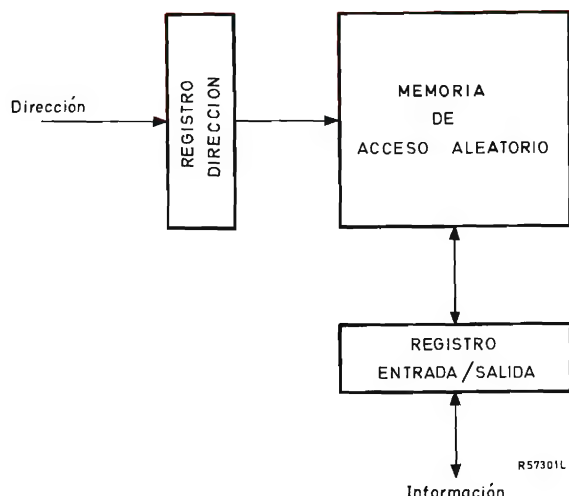 Dirección
REGISTRO
DIRECCION
MEMORIA
DE
ACCESO ALEATORIO
REGISTRO
ENTRADA/SALIDA
R57301L
Información